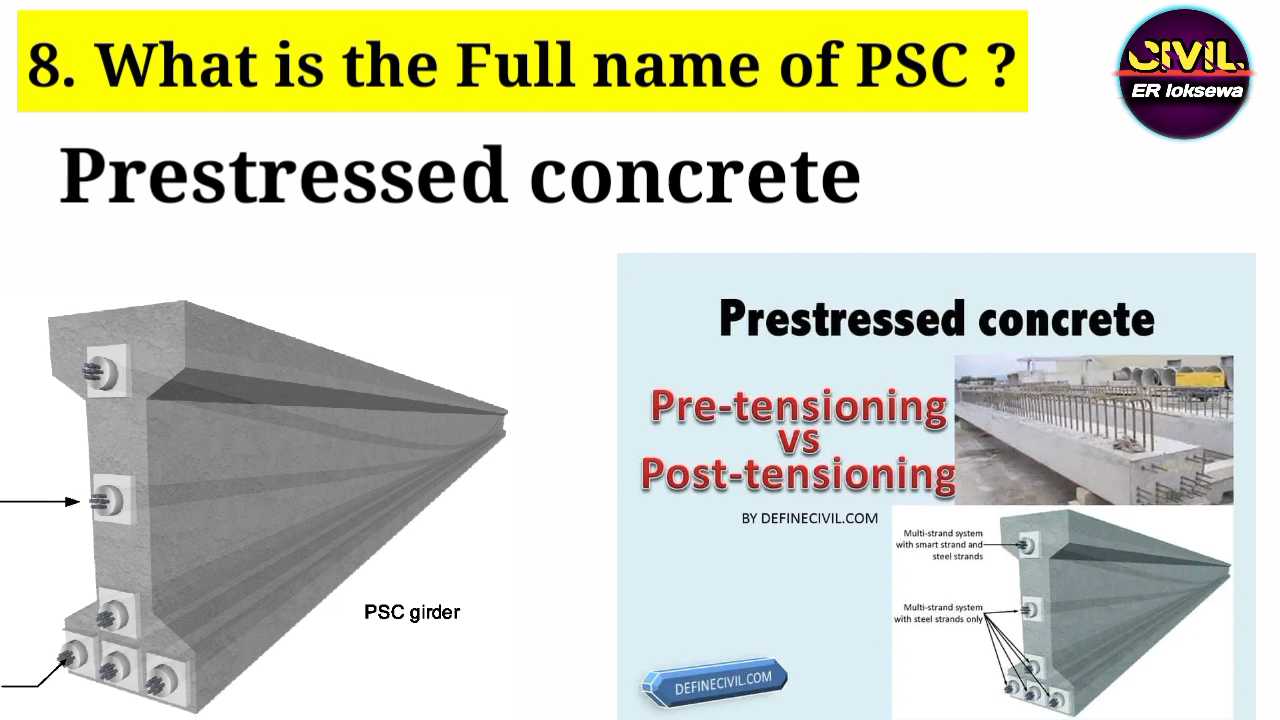 8. What is the Full name of PSC ?
CIVIL
ER loksewa
Prestressed concrete
PSC girder
Prestressed concrete
Pre-tensioning
vs
Post-tensioning
BY DEFINECIVIL.COM
Multi-strand system
with smart strand and
steel strands
Multi-strand system
with steel strands only
DEFINECIVIL.COM